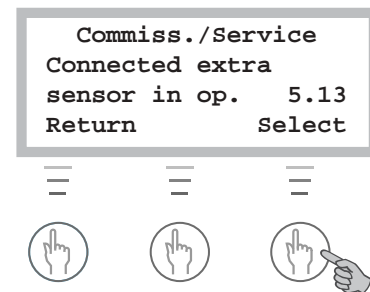 Commiss./Service
Connected extra
sensor in op. 5.13
Return Select